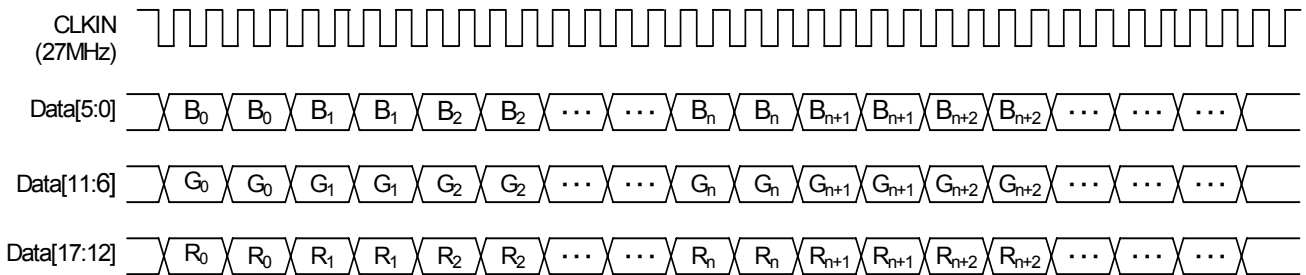 CLKIN
(27MHz)
Data[5:0] B₀ B₀ B₁ B₁ B₂ B₂ ··· ··· Bₙ Bₙ Bₙ₊₁ Bₙ₊₁ Bₙ₊₂ Bₙ₊₂ ··· ··· ···
Data[11:6] G₀ G₀ G₁ G₁ G₂ G₂ ··· ··· Gₙ Gₙ Gₙ₊₁ Gₙ₊₁ Gₙ₊₂ Gₙ₊₂ ··· ··· ···
Data[17:12] R₀ R₀ R₁ R₁ R₂ R₂ ··· ··· Rₙ Rₙ Rₙ₊₁ Rₙ₊₁ Rₙ₊₂ Rₙ₊₂ ··· ··· ···